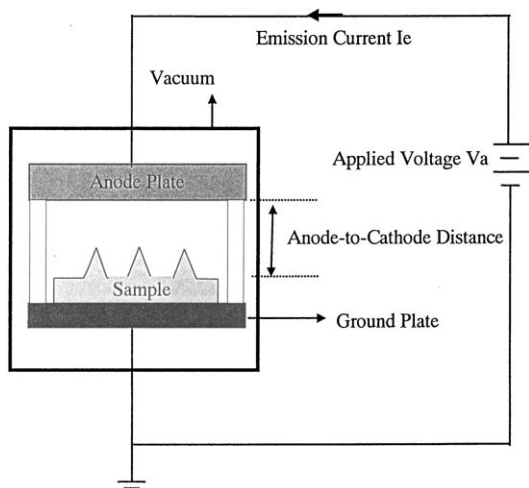 Emission Current Ie
Vacuum
Applied Voltage Va
Anode Plate
Anode-to-Cathode Distance
Sample
Ground Plate